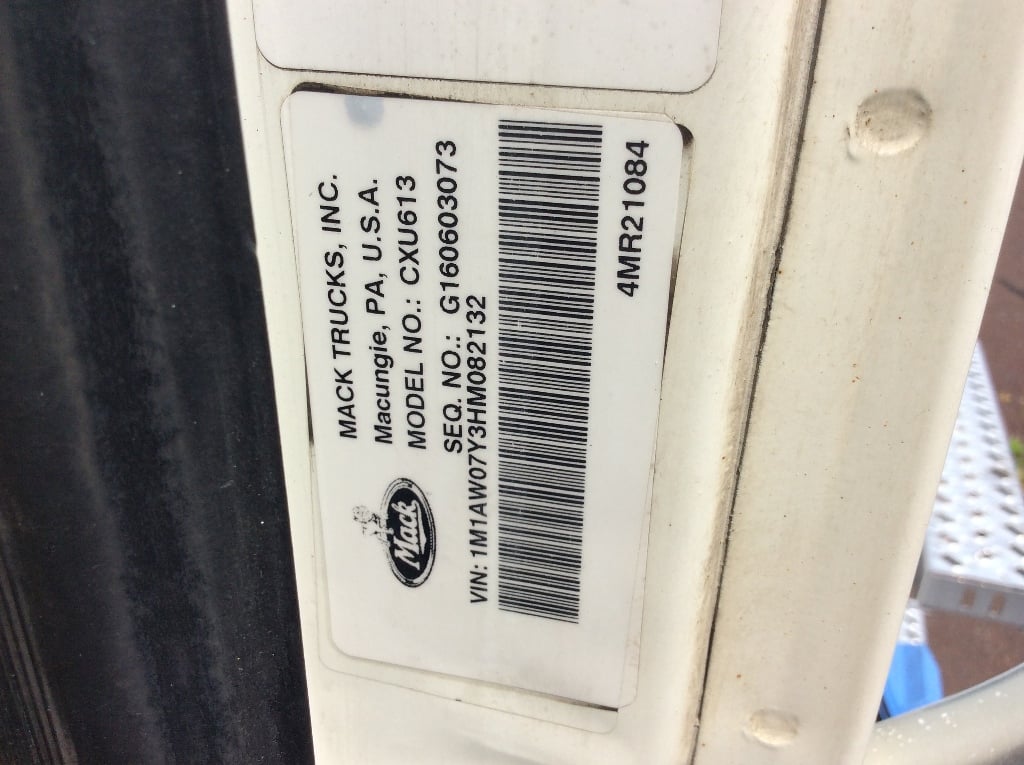 MACK TRUCKS, INC.
Macungie, PA, U.S.A.
MODEL NO.: CXU613
SEQ. NO.: G160603073
Mack
VIN: 1M1AW07Y3HM082132
4MR21084